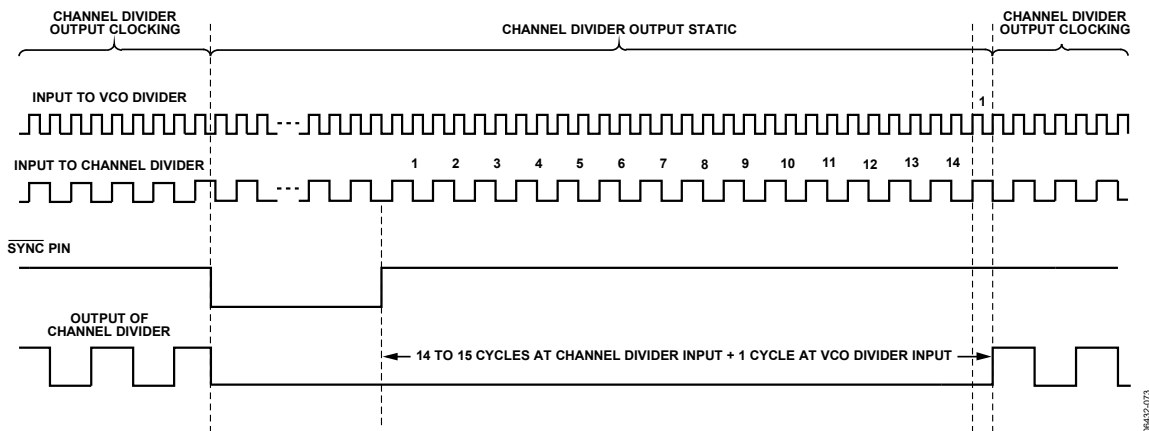 CHANNEL DIVIDER
OUTPUT CLOCKING
CHANNEL DIVIDER OUTPUT STATIC
CHANNEL DIVIDER
OUTPUT CLOCKING
INPUT TO VCO DIVIDER
1
INPUT TO CHANNEL DIVIDER
1 2 3 4 5 6 7 8 9 10 11 12 13 14
SYNC PIN
OUTPUT OF
CHANNEL DIVIDER
14 TO 15 CYCLES AT CHANNEL DIVIDER INPUT + 1 CYCLE AT VCO DIVIDER INPUT
06432-073